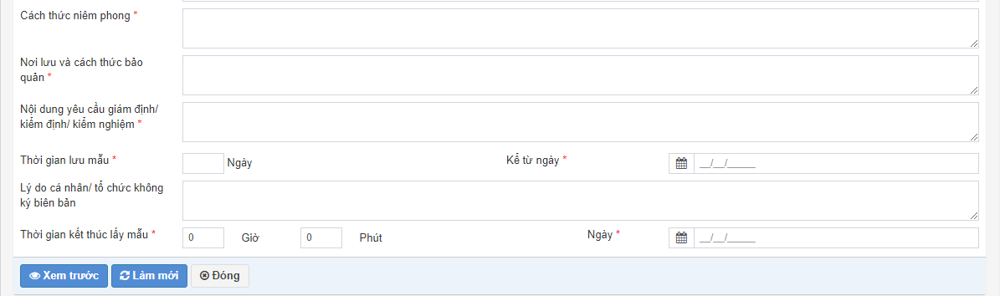 Cách thức niêm phong *
Nơi lưu và cách thức bảo
quản *
Nội dung yêu cầu giám định/
kiểm định/ kiểm nghiệm *
Thời gian lưu mẫu * Ngày Kể từ ngày * __/__/____
Lý do cá nhân/ tổ chức không
ký biên bản
Thời gian kết thúc lấy mẫu * 0 Giờ 0 Phút Ngày * __/__/____
Xem trước Làm mới Đóng